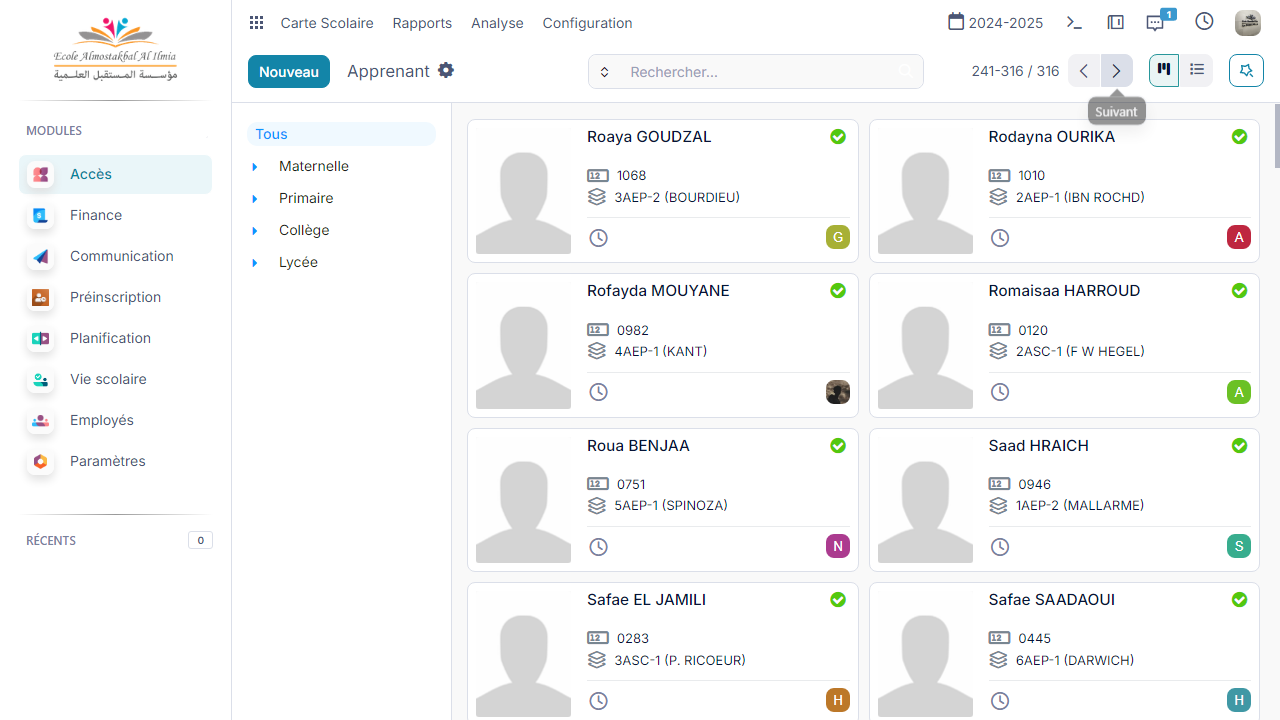 Ecole Almostakbal Al Ilmia
مؤسسة المستقبل العلمية
MODULES
Accès
Finance
Communication
Préinscription
Planification
Vie scolaire
Employés
Paramètres
RÉCENTS
0
Carte Scolaire
Rapports
Analyse
Configuration
2024-2025
1
Nouveau
Apprenant
Rechercher...
241-316 / 316
Suivant
Tous
Maternelle
Primaire
Collège
Lycée
Roaya GOUDZAL
12 1068
3AEP-2 (BOURDIEU)
G
Rodayna OURIKA
12 1010
2AEP-1 (IBN ROCHD)
A
Rofayda MOUYANE
12 0982
4AEP-1 (KANT)
Romaisaa HARROUD
12 0120
2ASC-1 (F W HEGEL)
A
Roua BENJAA
12 0751
5AEP-1 (SPINOZA)
N
Saad HRAICH
12 0946
1AEP-2 (MALLARME)
S
Safae EL JAMILI
12 0283
3ASC-1 (P. RICOEUR)
H
Safae SAADAOUI
12 0445
6AEP-1 (DARWICH)
H